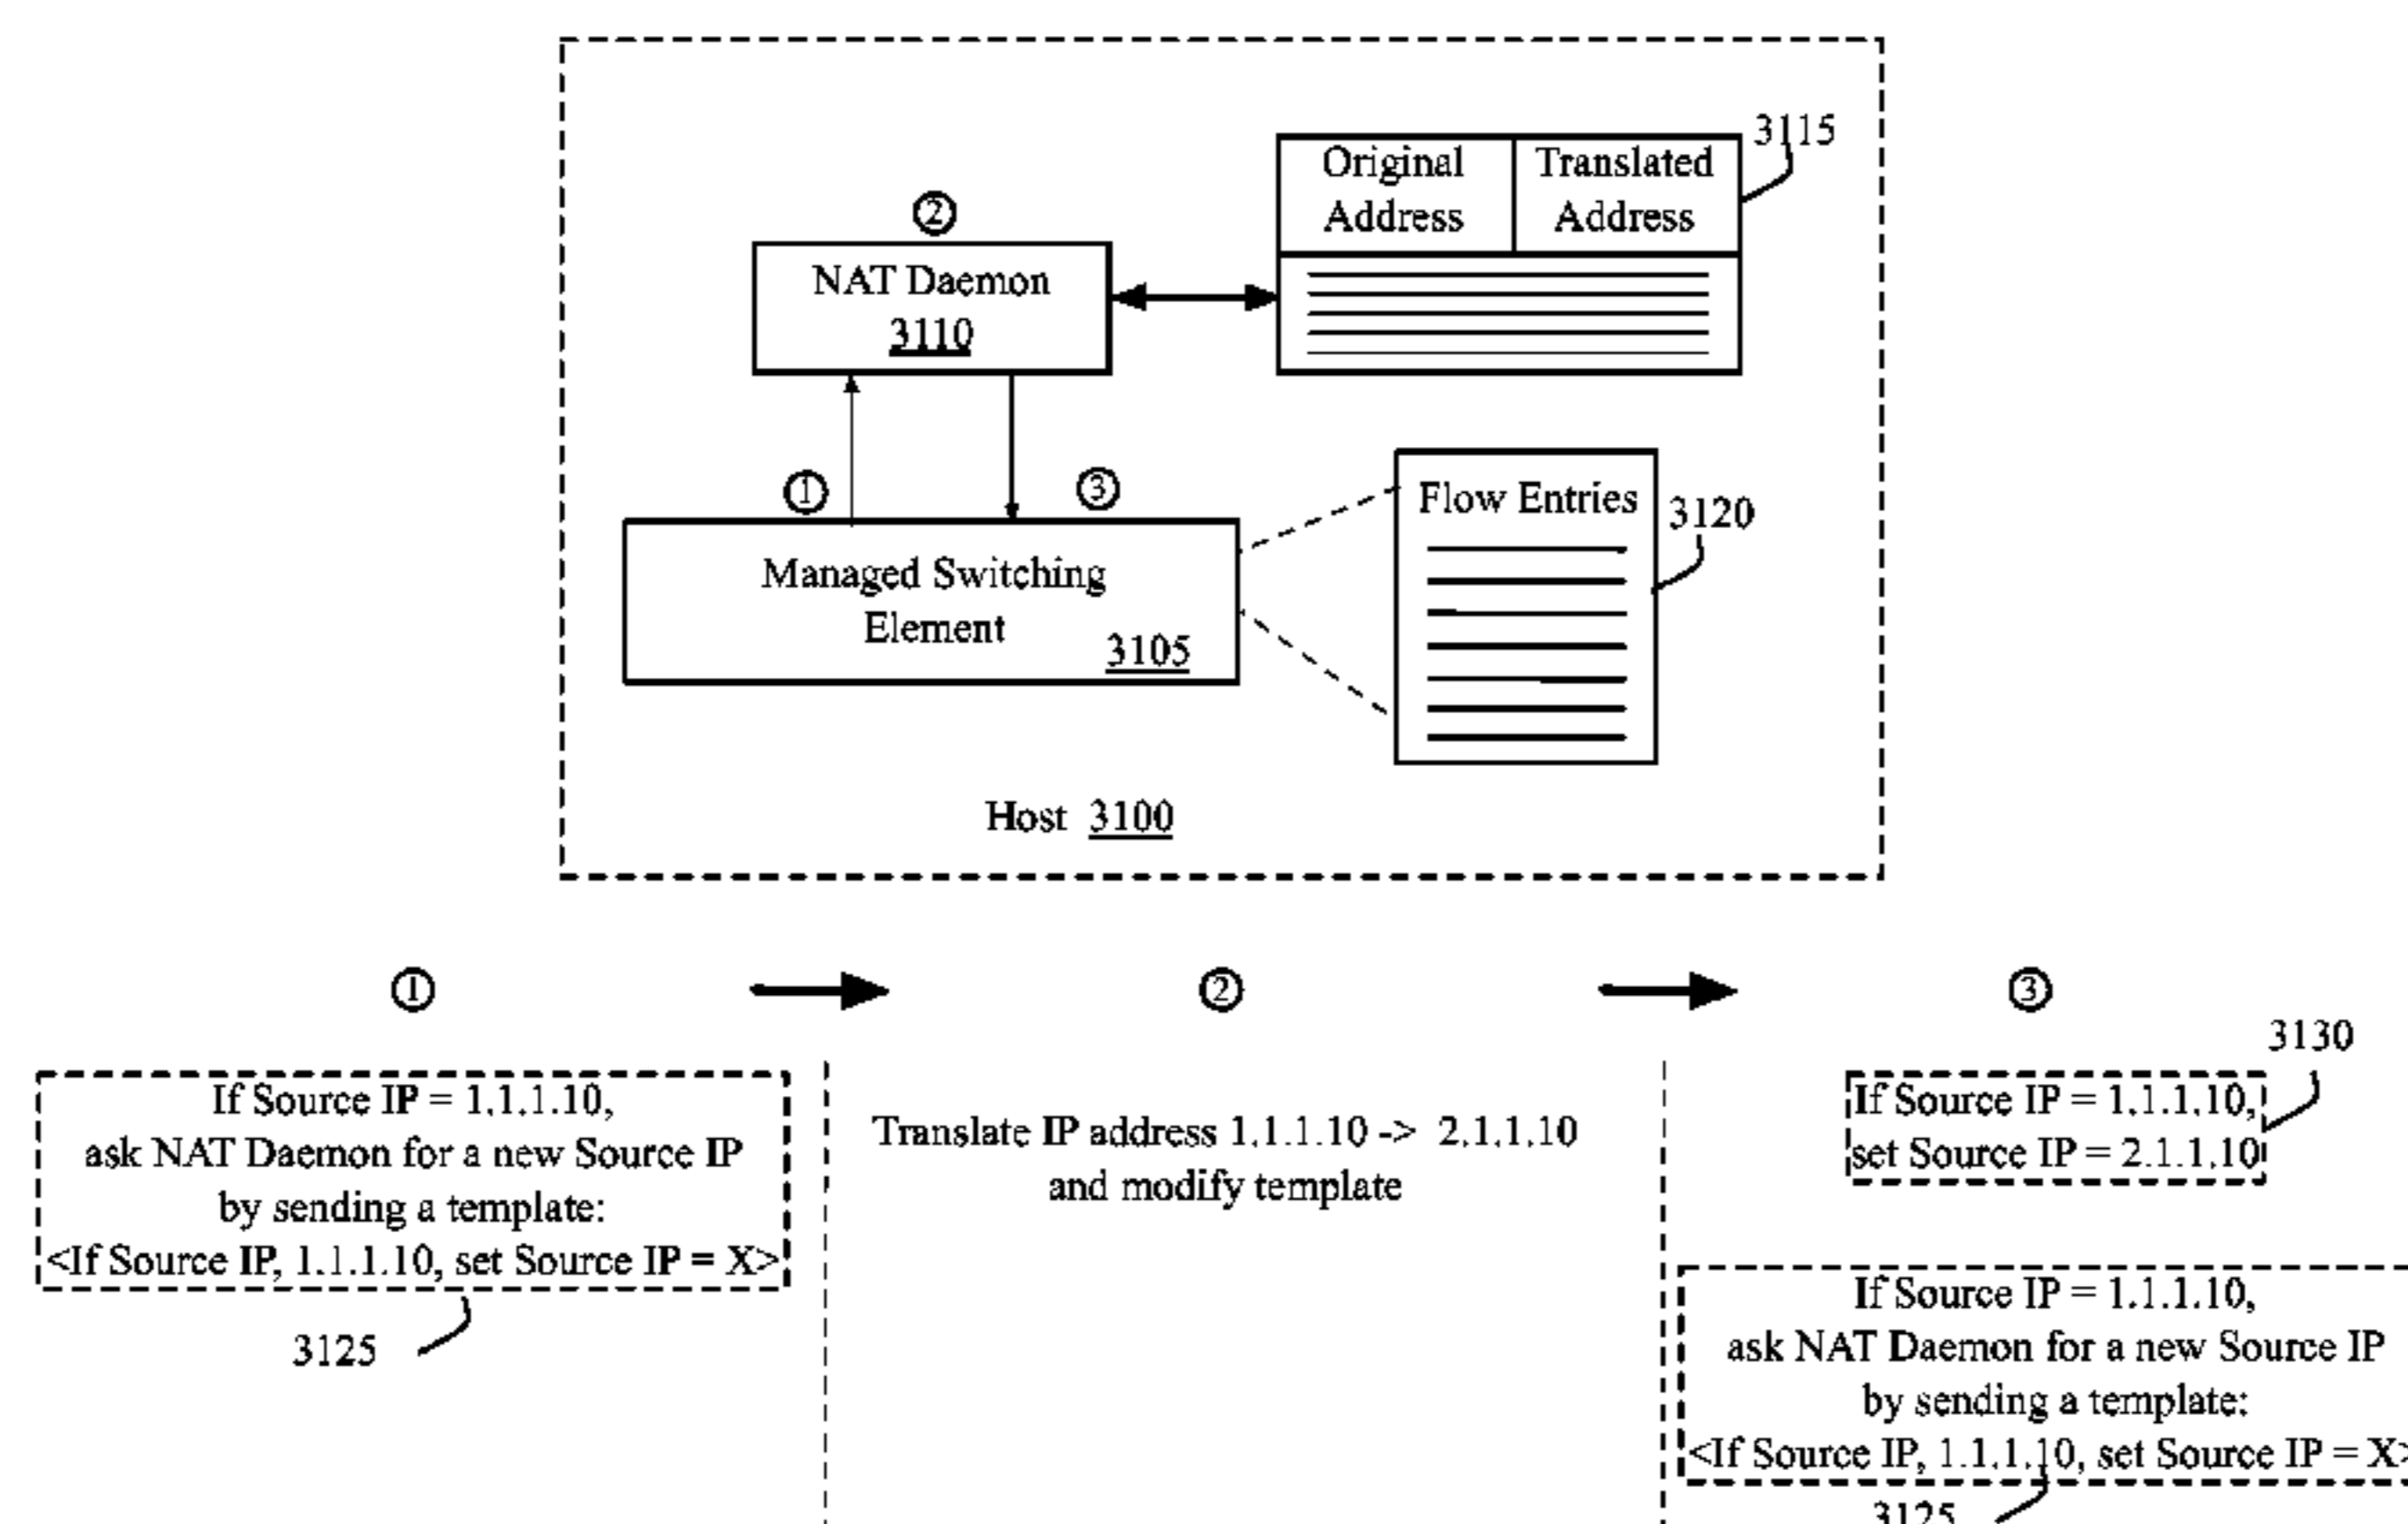 3115
Original
Address
Translated
Address
②
NAT Daemon
3110
①
③
Flow Entries
3120
Managed Switching
Element
3105
Host 3100
①
②
③
3130
If Source IP = 1.1.1.10,
ask NAT Daemon for a new Source IP
by sending a template:
<If Source IP, 1.1.1.10, set Source IP = X>
3125
Translate IP address 1.1.1.10 -> 2.1.1.10
and modify template
If Source IP = 1.1.1.10,
set Source IP = 2.1.1.10
If Source IP = 1.1.1.10,
ask NAT Daemon for a new Source IP
by sending a template:
<If Source IP, 1.1.1.10, set Source IP = X>
3125